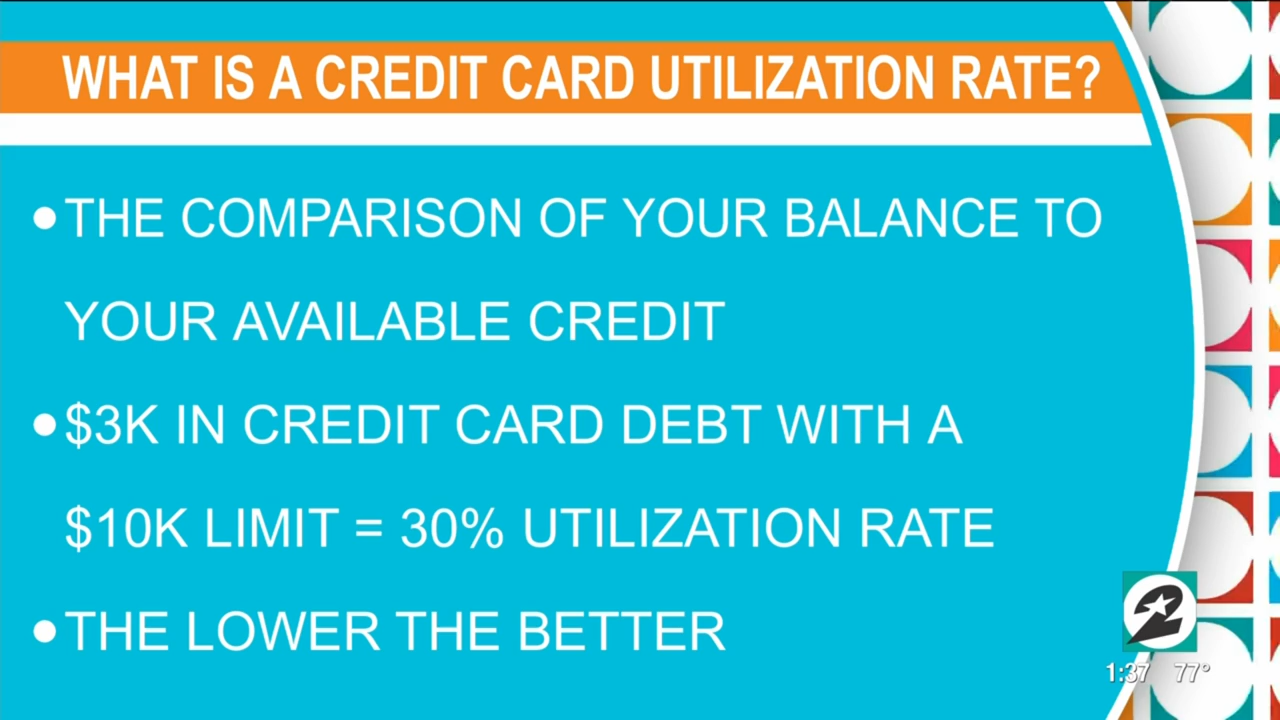 WHAT IS A CREDIT CARD UTILIZATION RATE?
●THE COMPARISON OF YOUR BALANCE TO
YOUR AVAILABLE CREDIT
●$3K IN CREDIT CARD DEBT WITH A
$10K LIMIT = 30% UTILIZATION RATE
●THE LOWER THE BETTER
2
1:37 77°